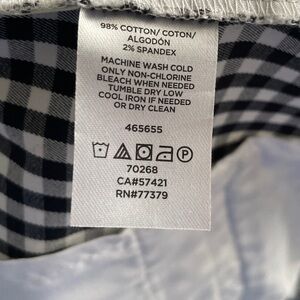 98% COTTON/ COTON/
ALGODÓN
2% SPANDEX
MACHINE WASH COLD
ONLY NON-CHLORINE
BLEACH WHEN NEEDED
TUMBLE DRY LOW
COOL IRON IF NEEDED
OR DRY CLEAN
465655
P
70268
CA#57421
RN#77379